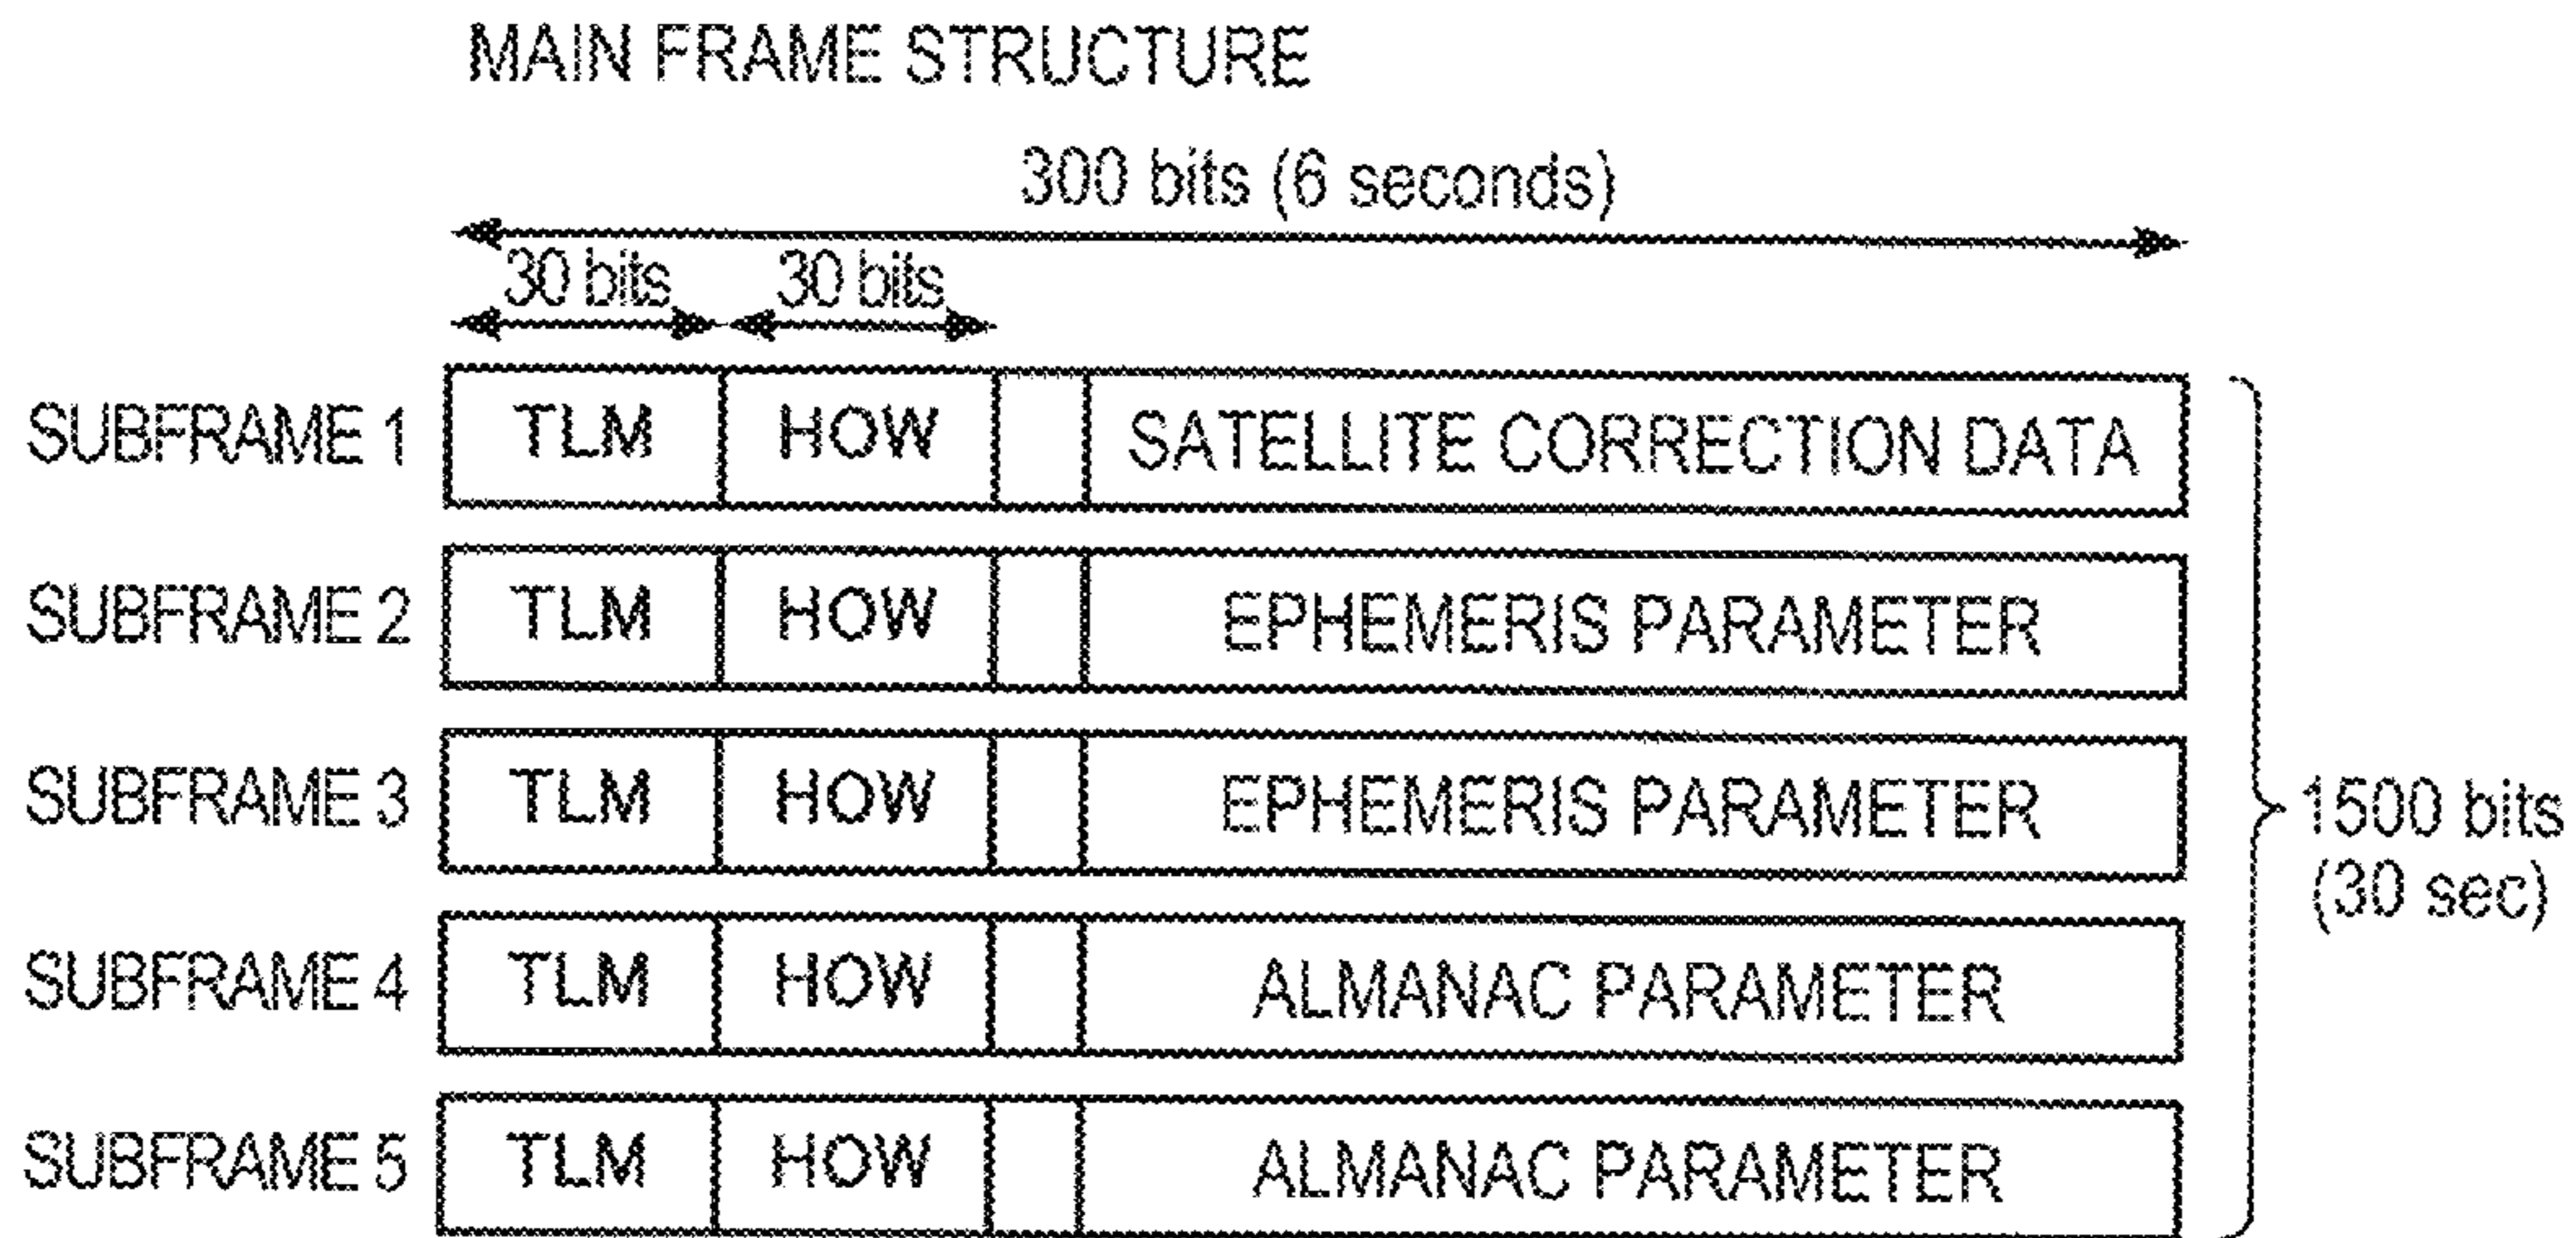 MAIN FRAME STRUCTURE
300 bits (6 seconds)
30 bits 30 bits
SUBFRAME 1 TLM HOW SATELLITE CORRECTION DATA
SUBFRAME 2 TLM HOW EPHEMERIS PARAMETER
SUBFRAME 3 TLM HOW EPHEMERIS PARAMETER
1500 bits
(30 sec)
SUBFRAME 4 TLM HOW ALMANAC PARAMETER
SUBFRAME 5 TLM HOW ALMANAC PARAMETER